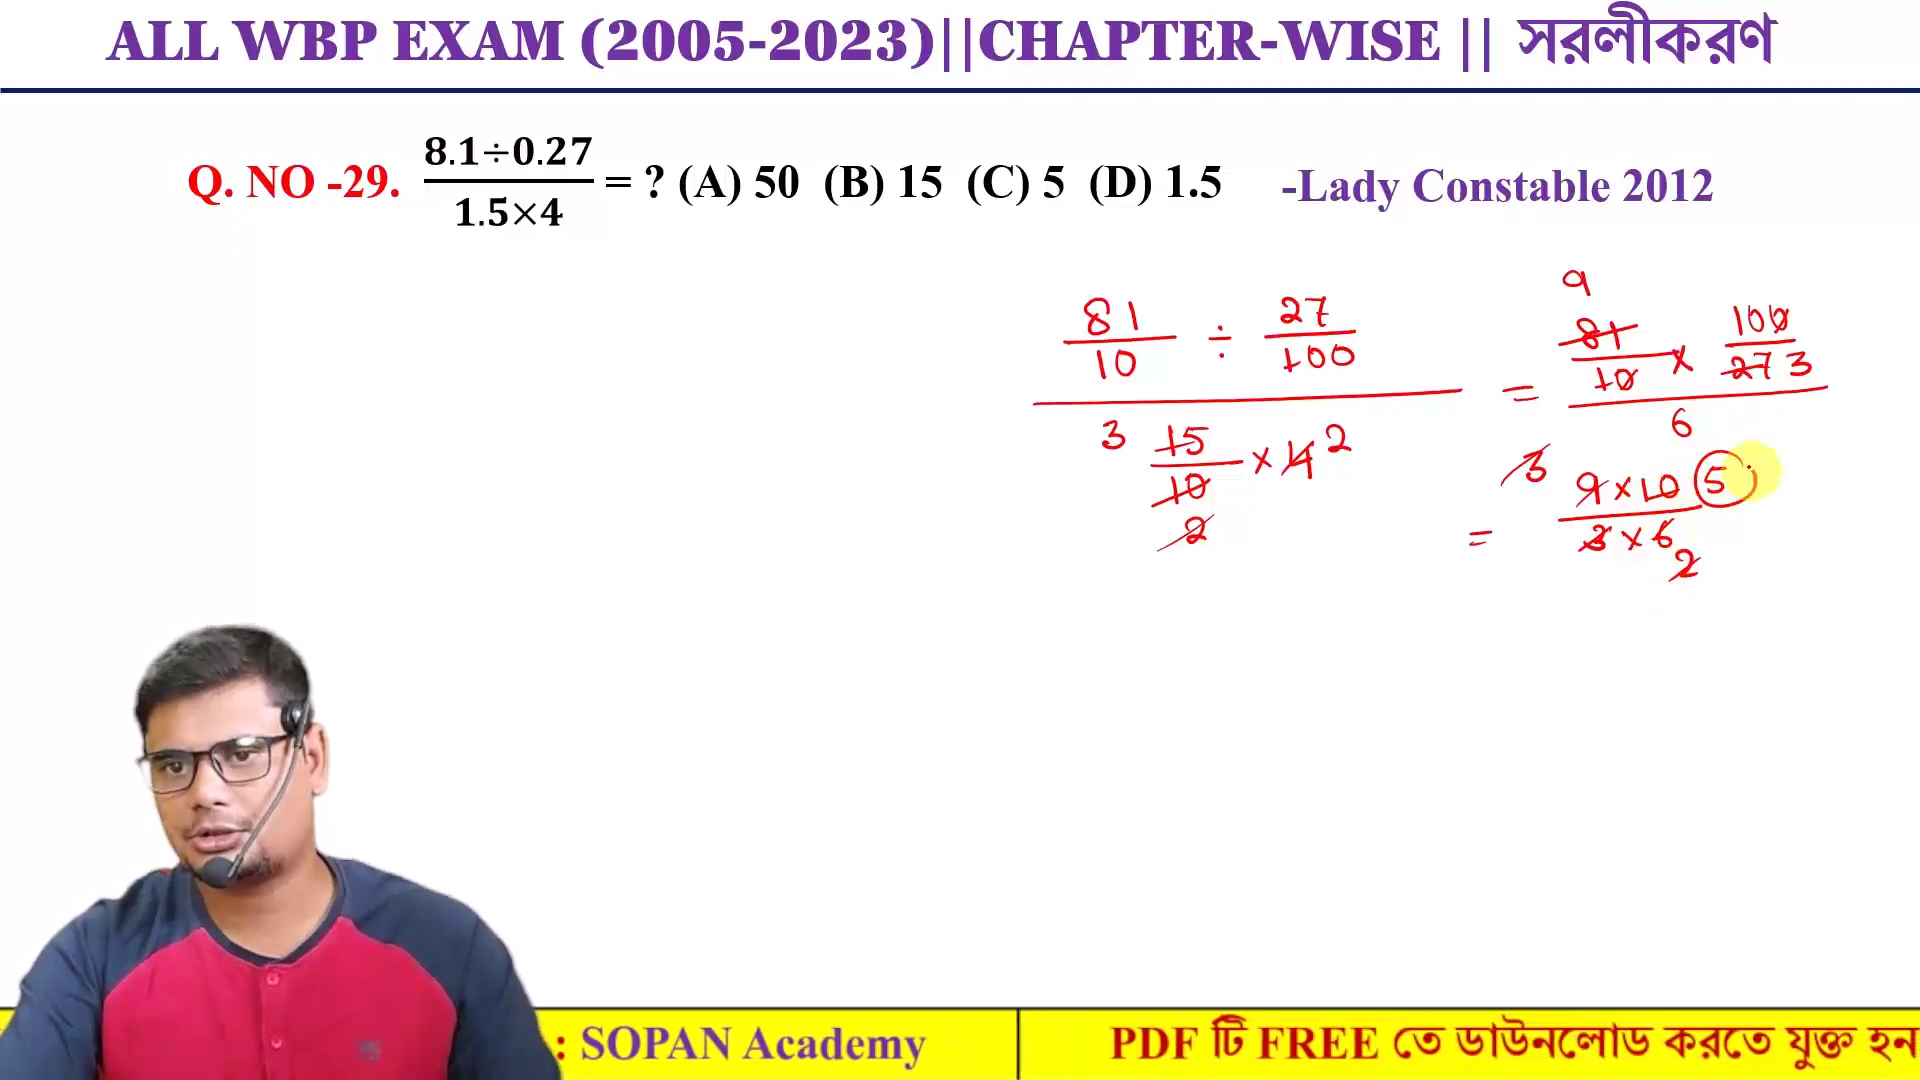 ALL WBP EXAM (2005-2023)||CHAPTER-WISE || সরলীকরণ
Q. NO -29. 8.1÷0.27 / 1.5×4 = ? (A) 50 (B) 15 (C) 5 (D) 1.5 -Lady Constable 2012
81/10 ÷ 27/100
3 15/10 × 4 2
2
9
= 81/10 × 100/27 3
6
= 3 9×10 5
3×6
2
: SOPAN Academy
PDF টি FREE তে ডাউনলোড করতে যুক্ত হন